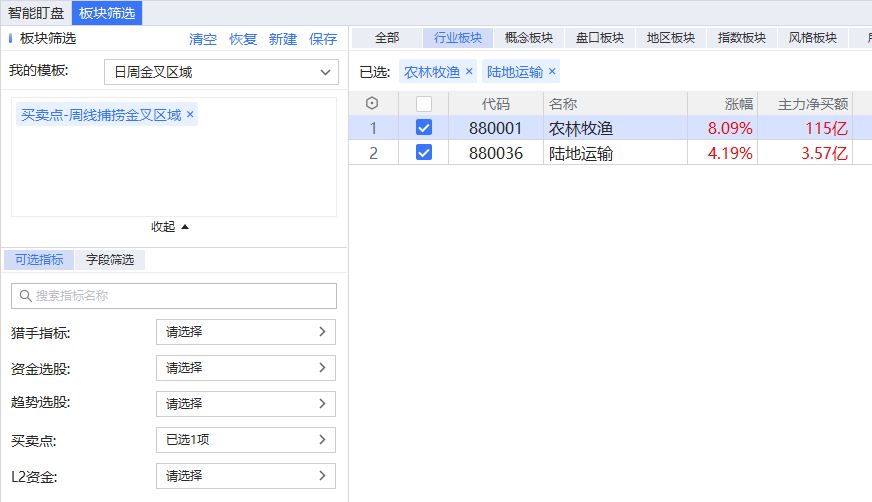 智能盯盘 板块筛选
板块筛选 清空 恢复 新建 保存
我的模板: 日周金叉区域
买卖点-周线捕捞金叉区域 ×
收起
可选指标 字段筛选
搜索指标名称
猎手指标: 请选择
资金选股: 请选择
趋势选股: 请选择
买卖点: 已选1项
L2资金: 请选择
全部 行业板块 概念板块 盘口板块 地区板块 指数板块 风格板块
已选: 农林牧渔 × 陆地运输 ×
代码 名称 涨幅 主力净买额
1 880001 农林牧渔 8.09% 115亿
2 880036 陆地运输 4.19% 3.57亿